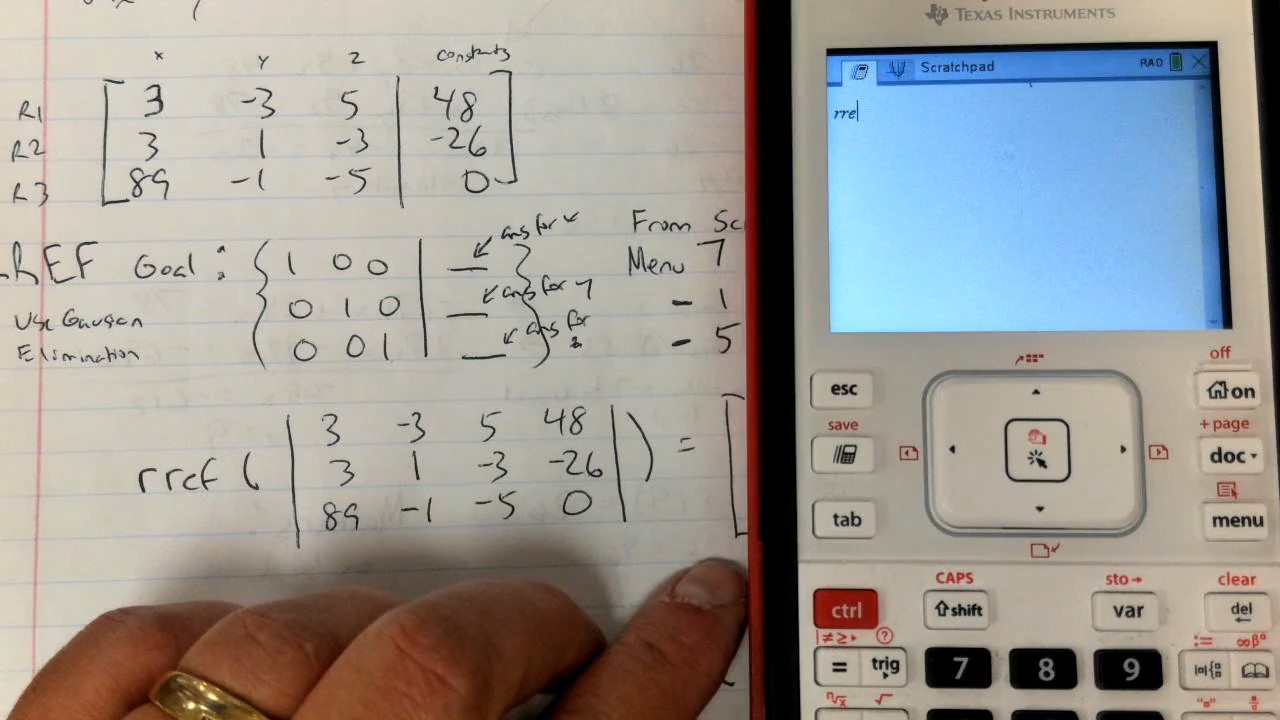 x y z constants
R1 3 -3 5 48
R2 3 1 -3 -26
R3 89 -1 -5 0
RREF Goal: 1 0 0 ans for x
Use Gaussian 0 1 0 ans for y
Elimination 0 0 1 ans for z
From Sc
Menu 7
- 1
- 5
rref ( 3 -3 5 48
3 1 -3 -26
89 -1 -5 0 ) =
TEXAS INSTRUMENTS
Scratchpad RAD
rre
esc
off
on
save
+ page
doc
tab
menu
CAPS
sto→
clear
ctrl
shift
var
del
|≠≥▸ ?
:= ∞β°
= trig 7 8 9